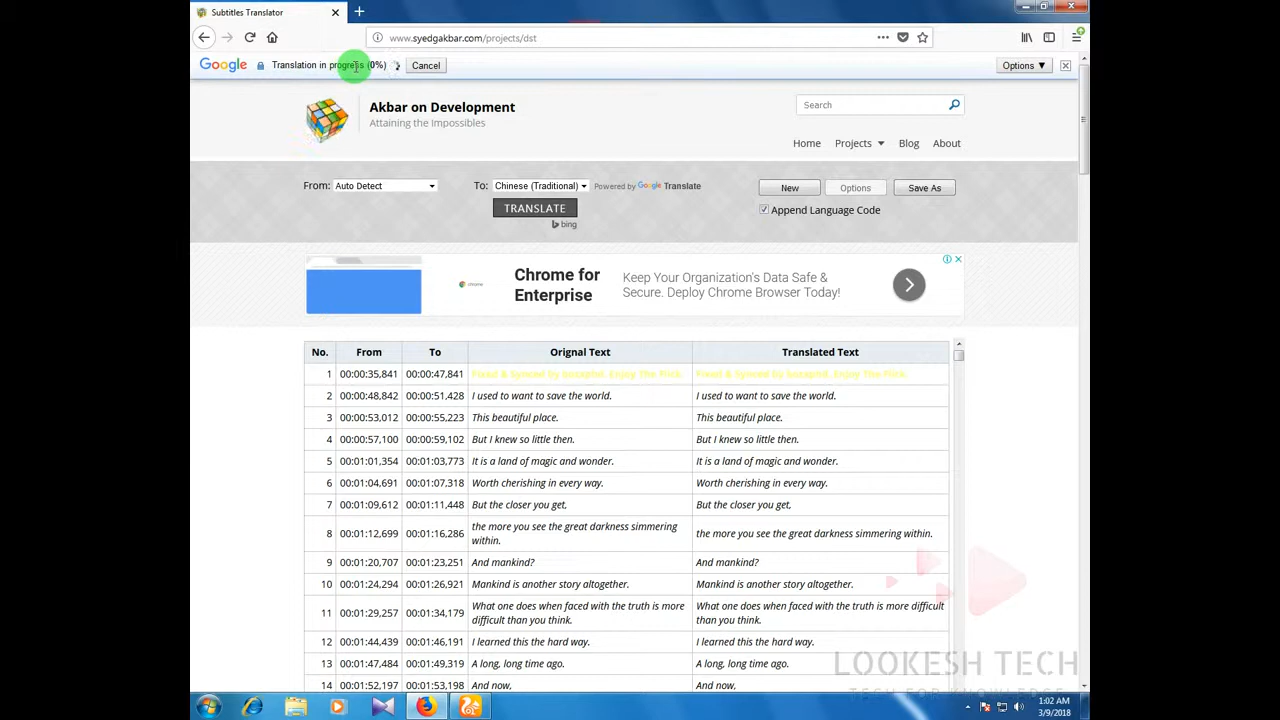 Subtitles Translator
www.syedgakbar.com/projects/dst
Google Translation in progress (0%) Cancel Options ▼
Akbar on Development
Attaining the Impossibles
Search
Home Projects Blog About
From: Auto Detect To: Chinese (Traditional) Powered by Google Translate New Options Save As
TRANSLATE Append Language Code
bing
Chrome for
Enterprise
chrome
Keep Your Organization's Data Safe &
Secure. Deploy Chrome Browser Today!
No. From To Orignal Text Translated Text
1 00:00:35,841 00:00:47,841 Fixed & Synced by bozxphd. Enjoy The Flick. Fixed & Synced by bozxphd. Enjoy The Flick.
2 00:00:48,842 00:00:51,428 I used to want to save the world. I used to want to save the world.
3 00:00:53,012 00:00:55,223 This beautiful place. This beautiful place.
4 00:00:57,100 00:00:59,102 But I knew so little then. But I knew so little then.
5 00:01:01,354 00:01:03,773 It is a land of magic and wonder. It is a land of magic and wonder.
6 00:01:04,691 00:01:07,318 Worth cherishing in every way. Worth cherishing in every way.
7 00:01:09,612 00:01:11,448 But the closer you get, But the closer you get,
8 00:01:12,699 00:01:16,286 the more you see the great darkness simmering within. the more you see the great darkness simmering within.
9 00:01:20,707 00:01:23,251 And mankind? And mankind?
10 00:01:24,294 00:01:26,921 Mankind is another story altogether. Mankind is another story altogether.
11 00:01:29,257 00:01:34,179 What one does when faced with the truth is more difficult than you think. What one does when faced with the truth is more difficult than you think.
12 00:01:44,439 00:01:46,191 I learned this the hard way. I learned this the hard way.
13 00:01:47,484 00:01:49,319 A long, long time ago. A long, long time ago.
14 00:01:52,197 00:01:53,198 And now, And now,
LOOKESH TECH
TECH FOR KNOWLEDGE
1:02 AM
3/9/2018